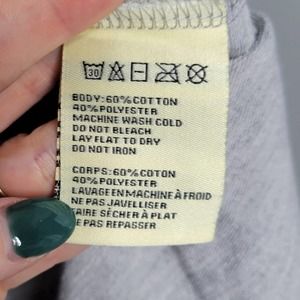 30
BODY: 60% COTTON
40% POLYESTER
MACHINE WASH COLD
DO NOT BLEACH
LAY FLAT TO DRY
DO NOT IRON
CORPS: 60% COTON
40% POLYESTER
LAVAGE EN MACHINE À FROID
NE PAS JAVELLISER
FAIRE SÉCHER À PLAT
NE PAS REPASSER